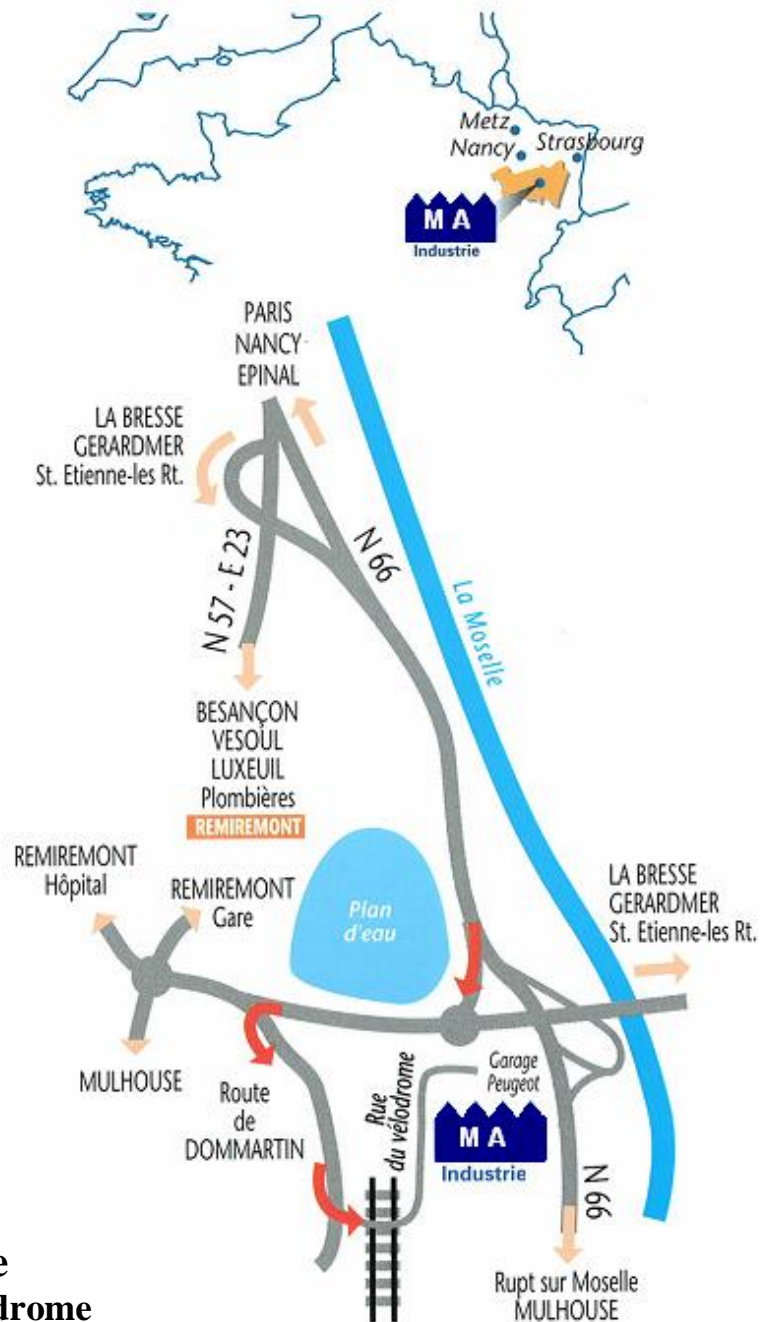 Metz
Nancy
Strasbourg
M A
Industrie
PARIS
NANCY
EPINAL
LA BRESSE
GERARDMER
St. Etienne-les Rt.
N 57 - E 23
N 66
La Moselle
BESANÇON
VESOUL
LUXEUIL
Plombières
REMIREMONT
REMIREMONT
Hôpital
REMIREMONT
Gare
Plan
d'eau
LA BRESSE
GERARDMER
St. Etienne-les Rt.
MULHOUSE
Route
de
DOMMARTIN
Rue
du vélodrome
Garage
Peugeot
M A
Industrie
N 66
Rupt sur Moselle
MULHOUSE
e
drome